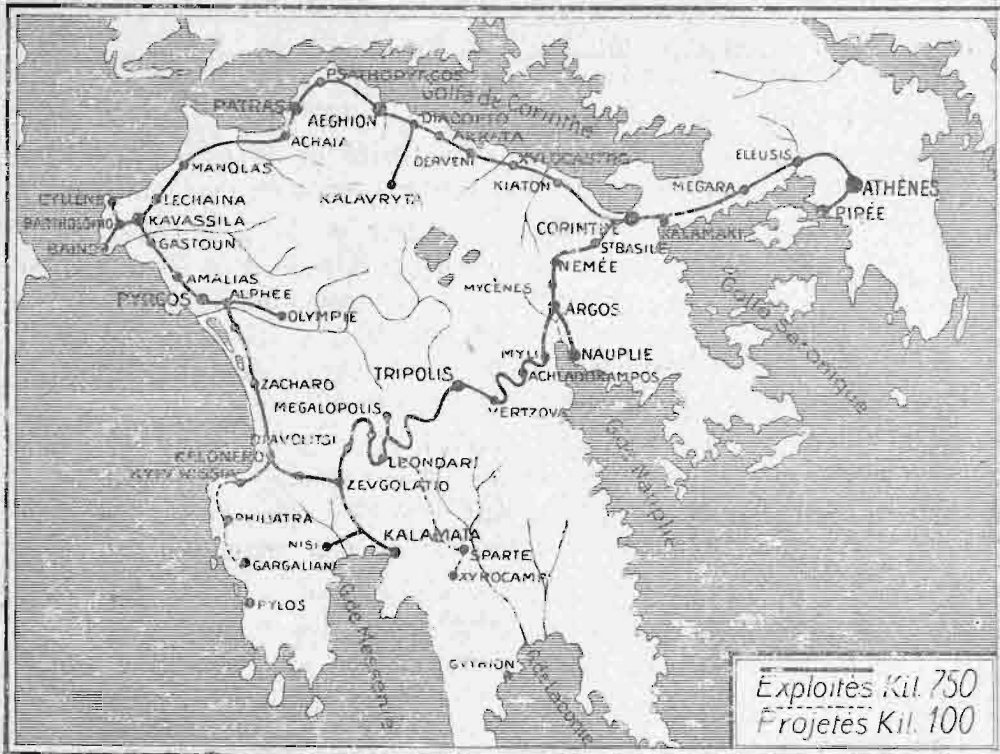 PSATHOPYRGOS
Golfe de Corinthe
PATRAS
AEGHION
DIACOPTO
ACHAIA
AKRATA
DERVENI
XYLOCASTRO
ELEUSIS
MANOLAS
KIATON
MEGARA
ATHÈNES
KALAVRYTA
CYLLENE
LECHAINA
PIRÉE
KAVASSILA
CORINTHE
KALAMAKI
GASTOUNI
ST BASILE
NEMÉE
AMALIAS
MYCÈNES
PYRGOS
ALPHÉE
OLYMPIE
ARGOS
Golfe Saronique
MYLI
NAUPLIE
TRIPOLIS
ACHLADOKAMPOS
ZACHARO
MEGALOPOLIS
VERTZOVA
DIAVOLITSI
KALONERO
LEONDARI
G. de Nauplie
ZEVGOLATIO
PHILIATRA
KALAMATA
NISI
SPARTE
GARGALIANI
XYROCAMPI
PYLOS
G. de Messenie
GYTHION
G. de Laconie
Exploités Kil. 750
Projetés Kil. 100